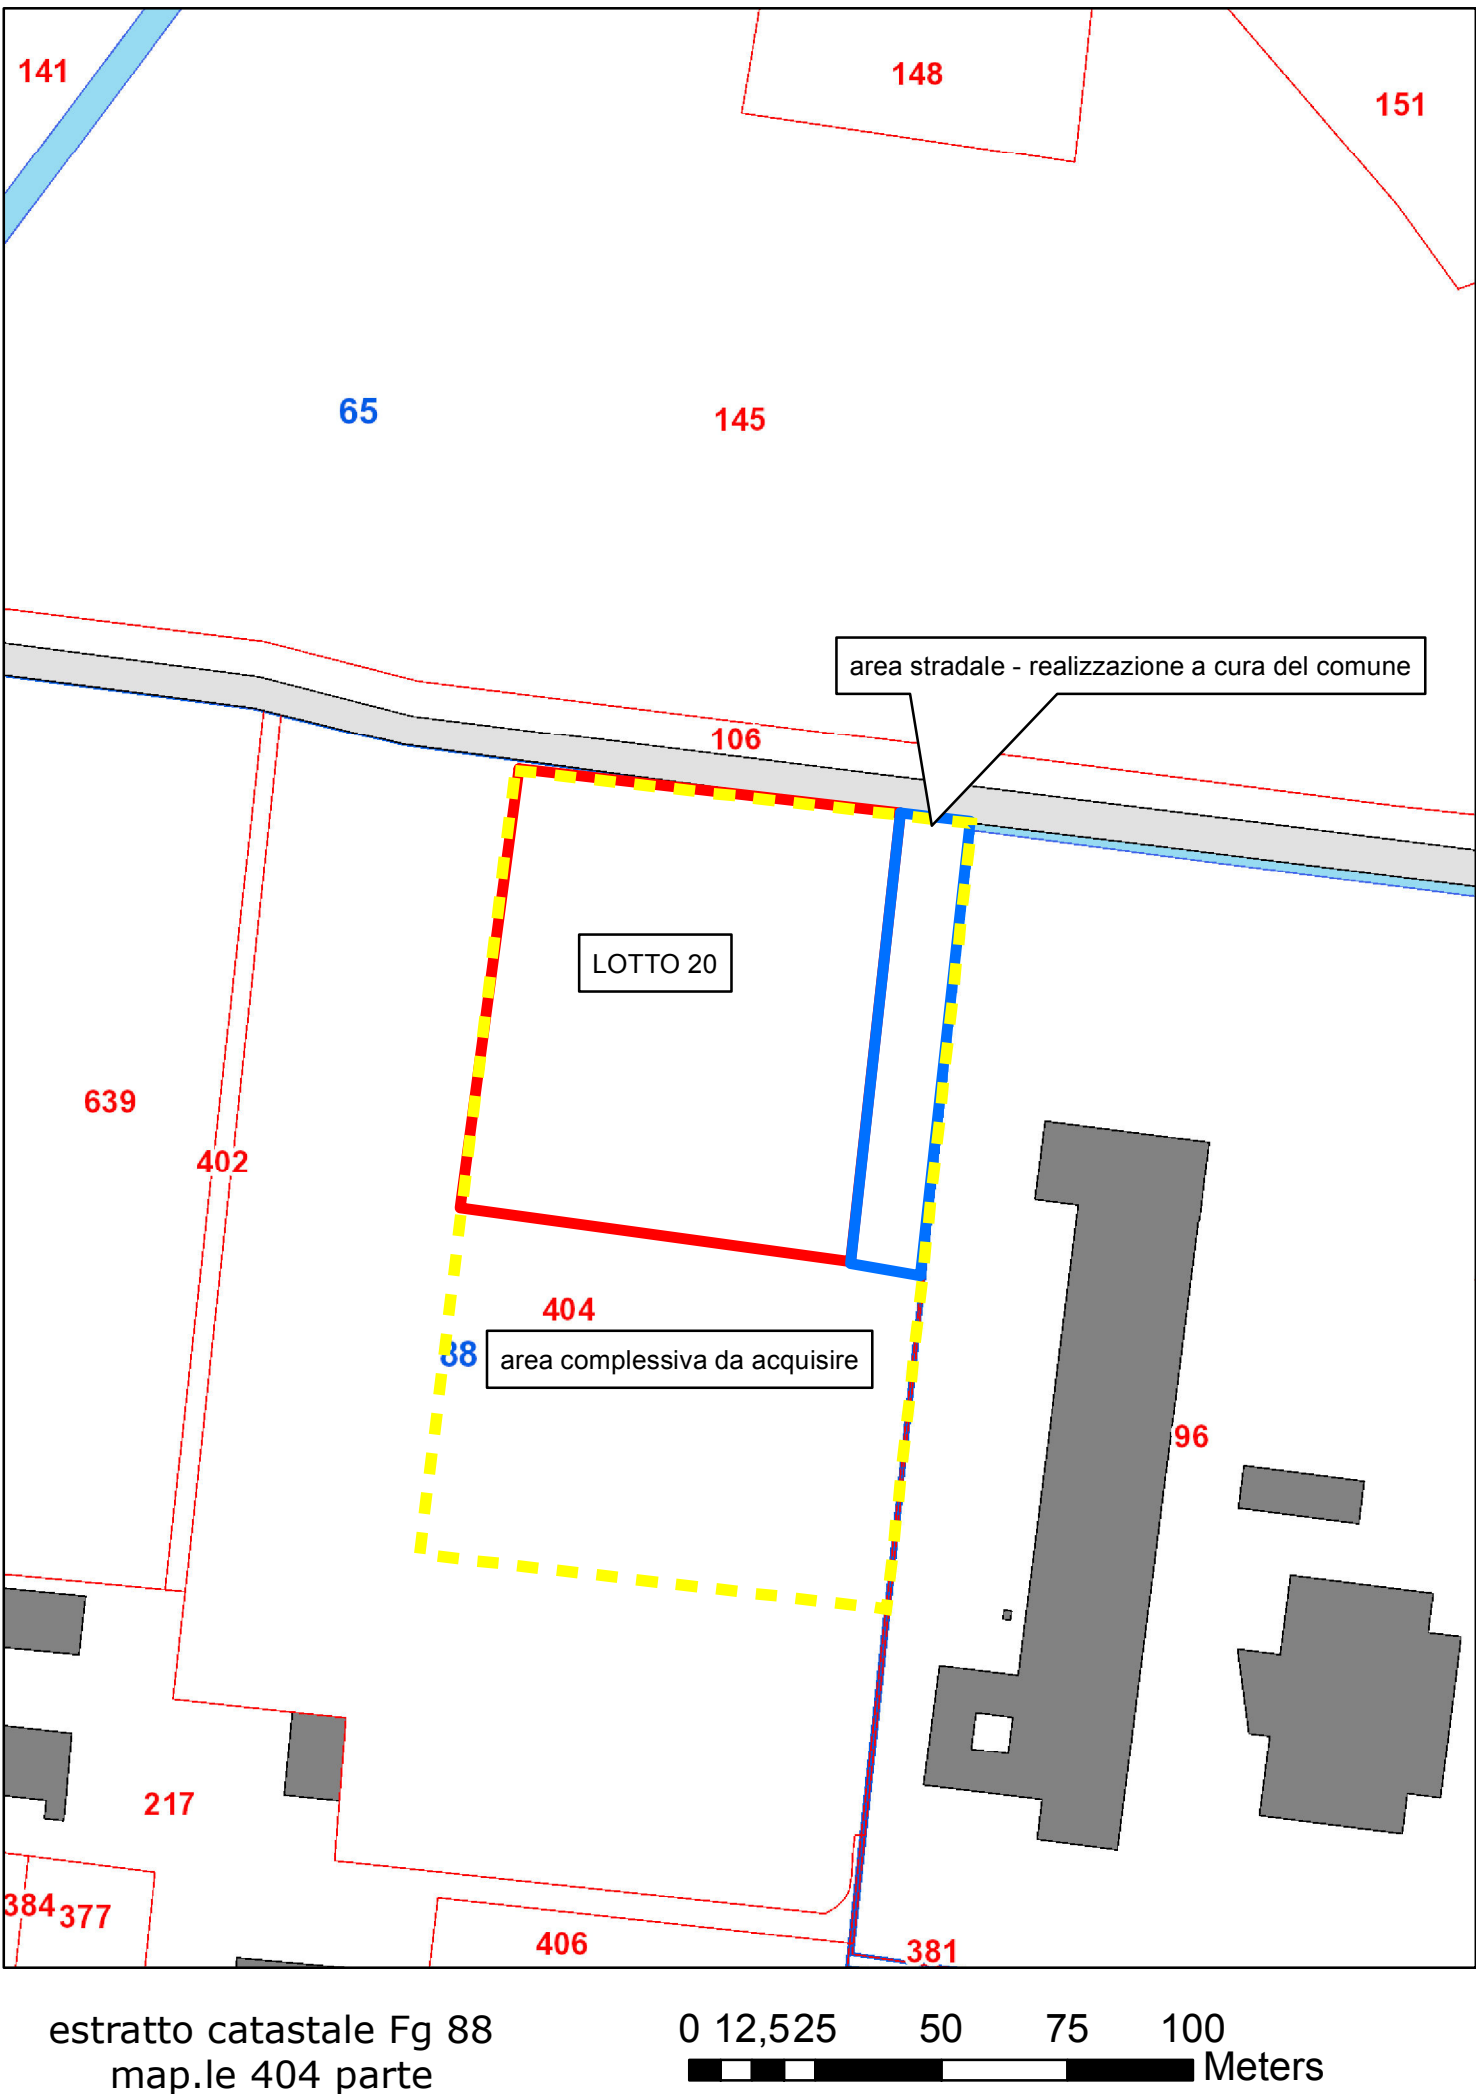 141
148
151
65
145
area stradale - realizzazione a cura del comune
106
LOTTO 20
639
402
404
88
area complessiva da acquisire
96
217
384
377
406
381
estratto catastale Fg 88
map.le 404 parte
0 12,525 50 75 100
Meters